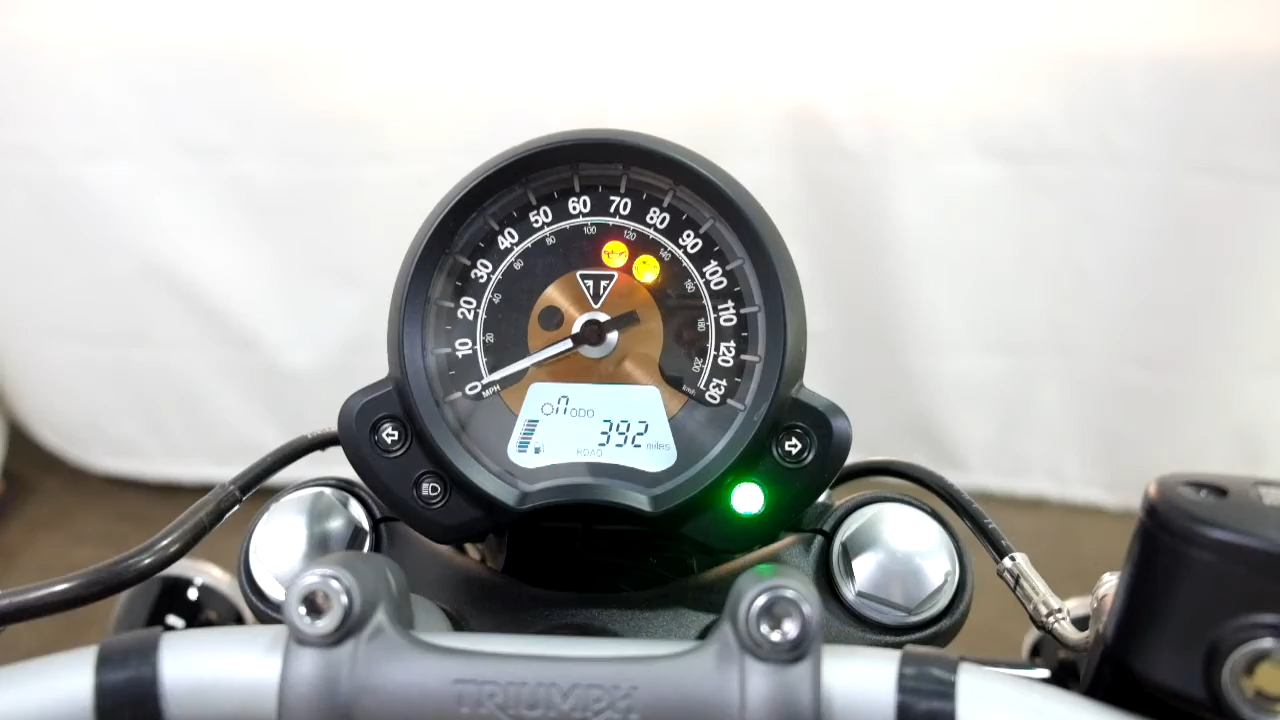 0 10 20 30 40 50 60 70 80 90 100 110 120 130
MPH
20 40 60 80 100 120 140 160 180 200
km/h
ODO
392 miles
ROAD
TRIUMPH